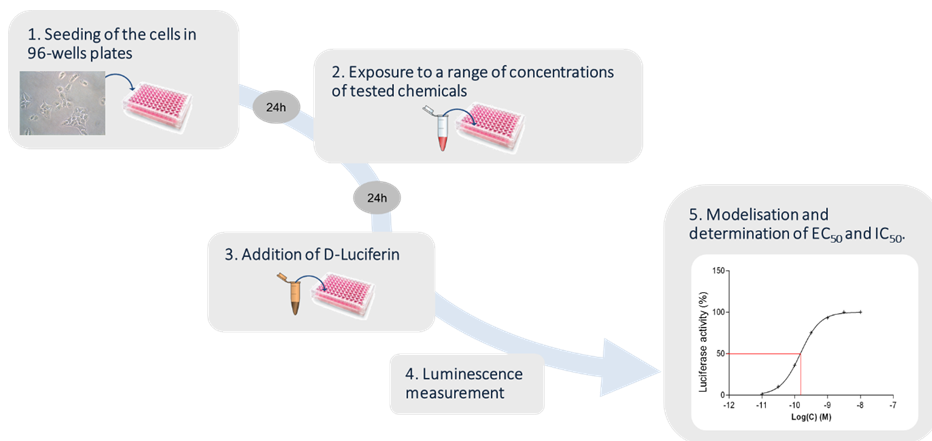 1. Seeding of the cells in
96-wells plates
24h
2. Exposure to a range of concentrations
of tested chemicals
24h
3. Addition of D-Luciferin
4. Luminescence
measurement
5. Modelisation and
determination of EC50 and IC50.
Luciferase activity (%)
150
100
50
0
-12 -11 -10 -9 -8 -7
Log(C) (M)